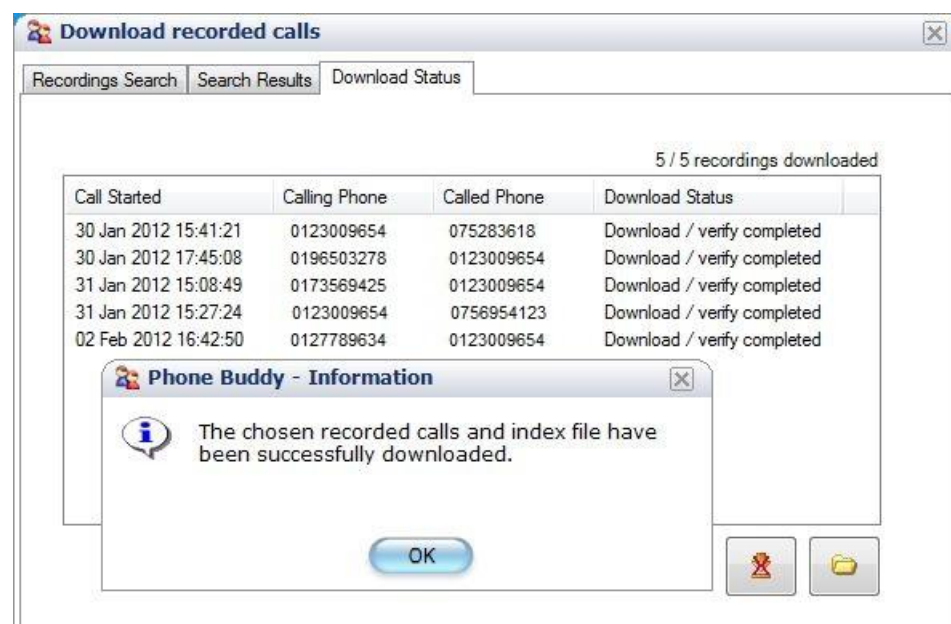 Download recorded calls
Recordings Search Search Results Download Status
5 / 5 recordings downloaded
Call Started Calling Phone Called Phone Download Status
30 Jan 2012 15:41:21 0123009654 075283618 Download / verify completed
30 Jan 2012 17:45:08 0196503278 0123009654 Download / verify completed
31 Jan 2012 15:08:49 0173569425 0123009654 Download / verify completed
31 Jan 2012 15:27:24 0123009654 0756954123 Download / verify completed
02 Feb 2012 16:42:50 0127789634 0123009654 Download / verify completed
Phone Buddy - Information
The chosen recorded calls and index file have
been successfully downloaded.
OK